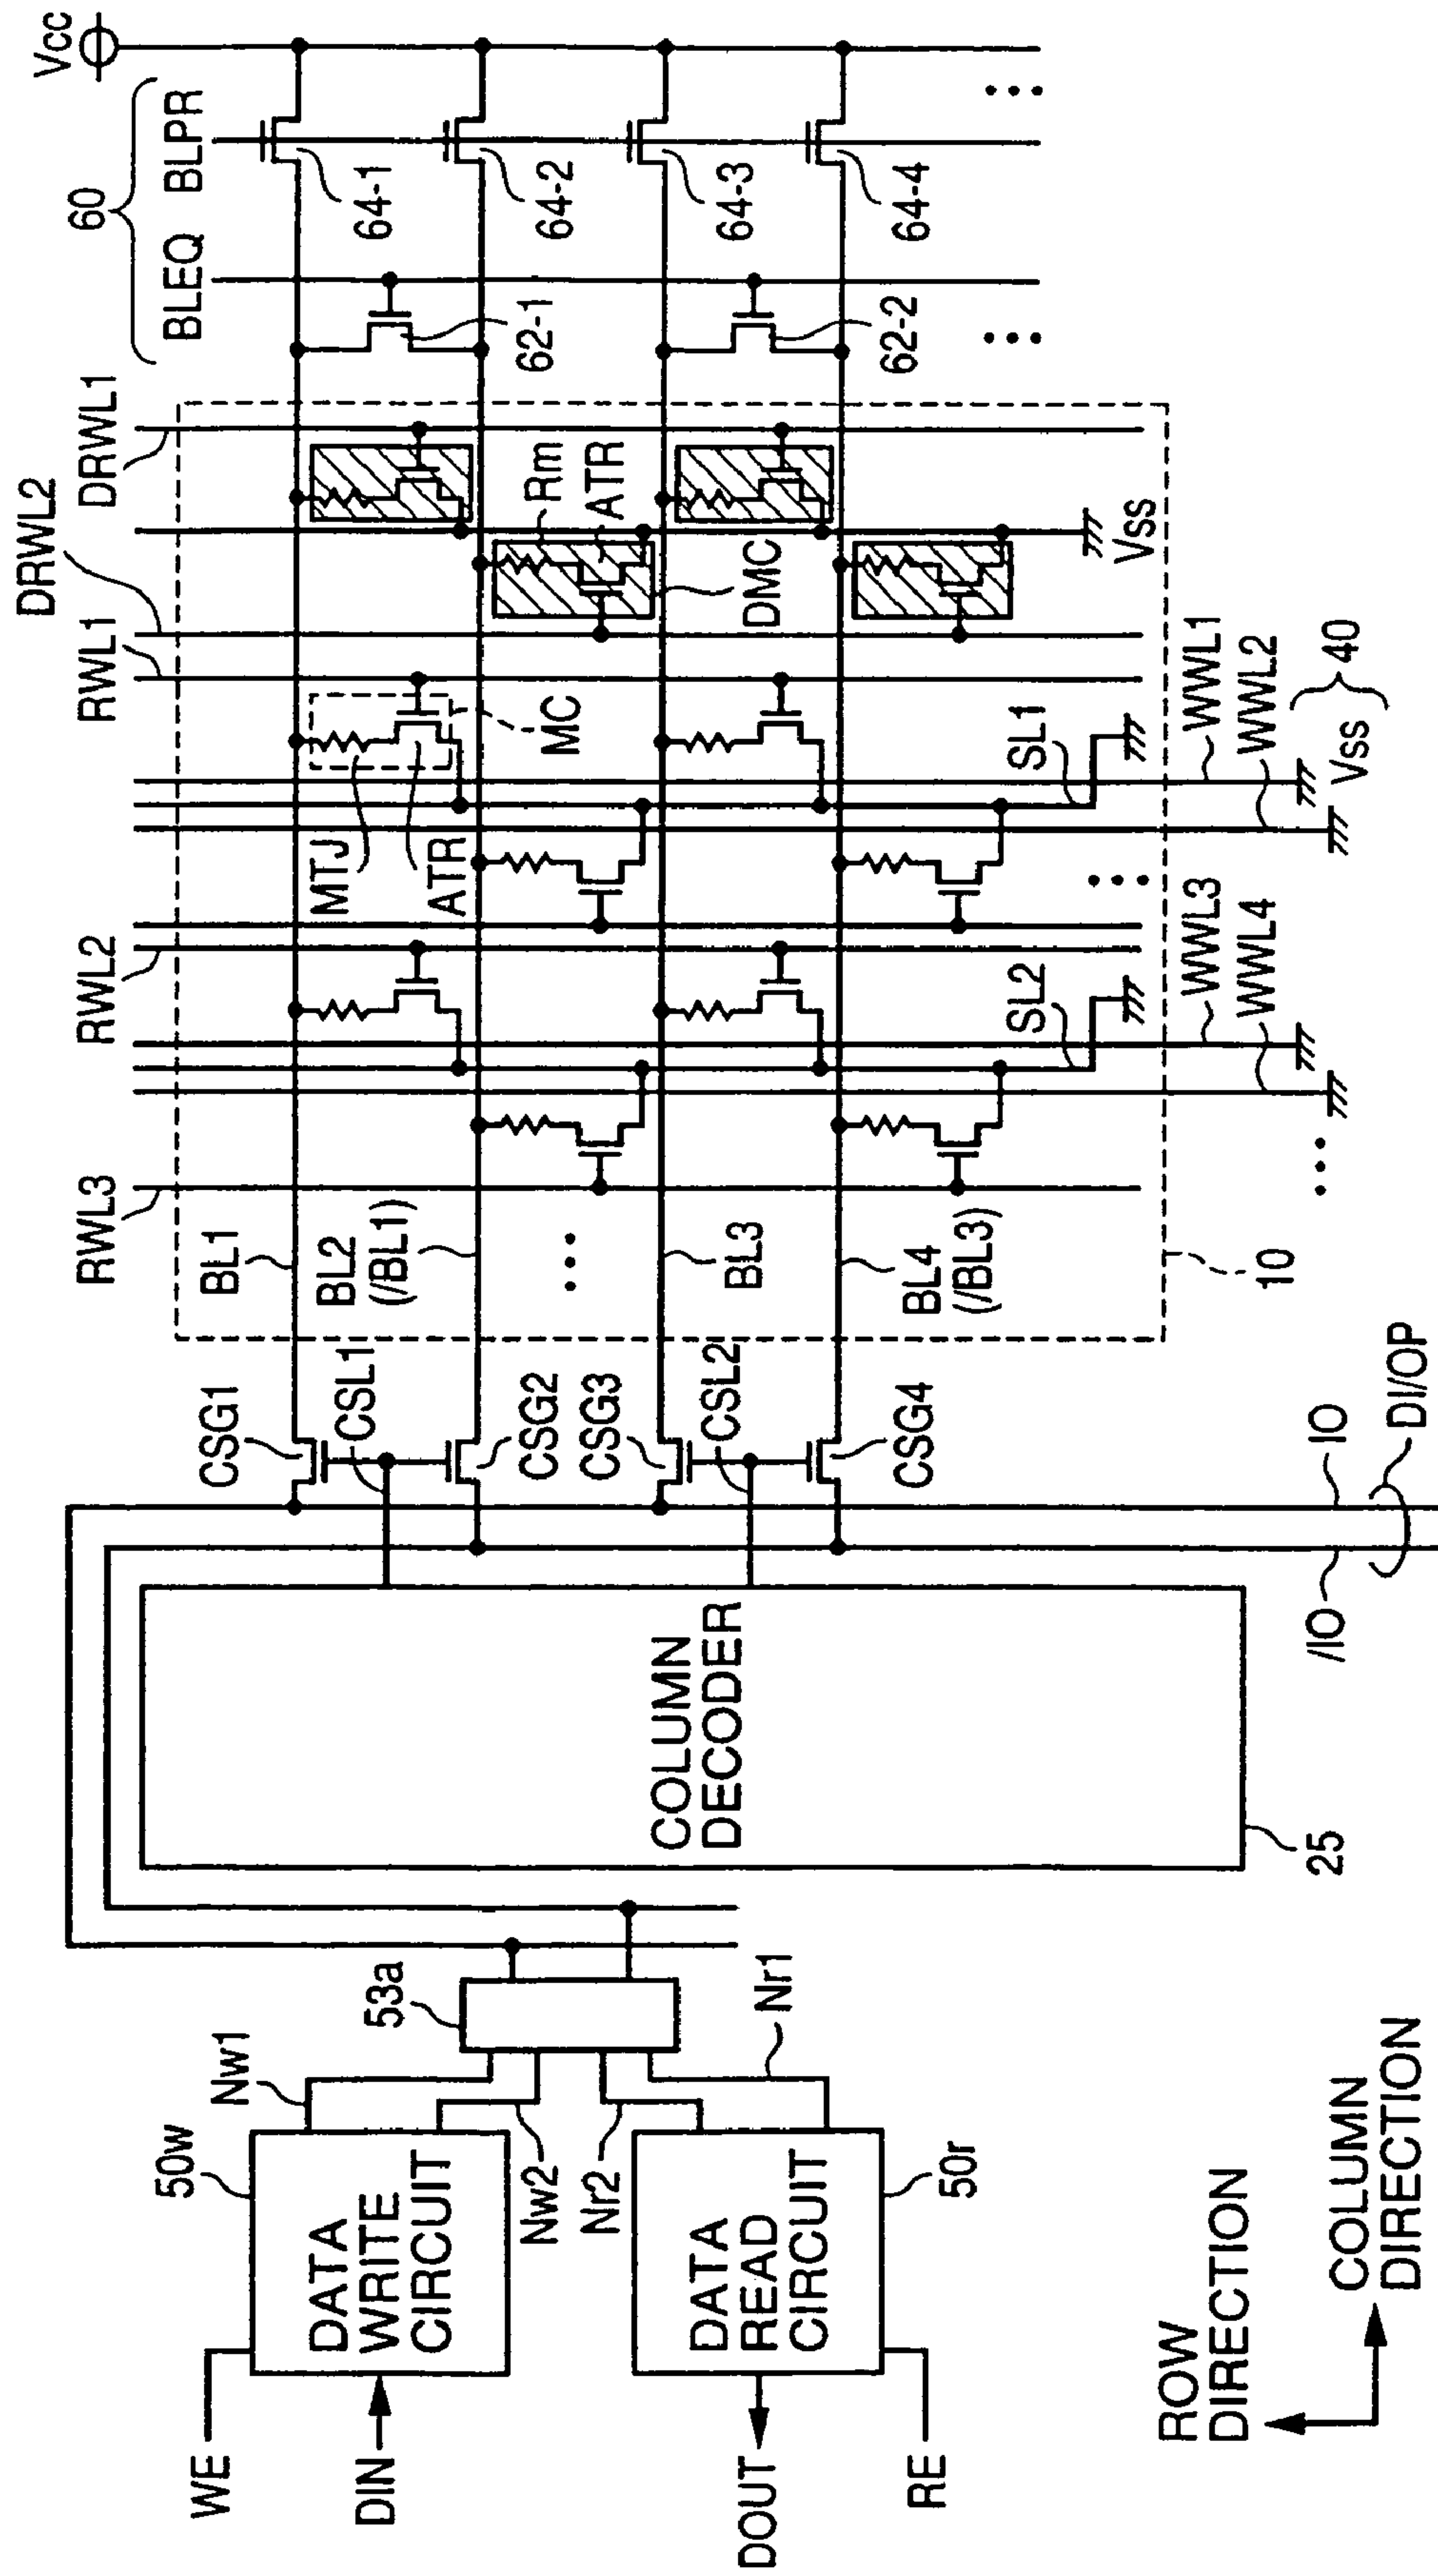 WE
DIN
DOUT
RE
50w
DATA
WRITE
CIRCUIT
DATA
READ
CIRCUIT
50r
Nw1
Nw2
Nr2
Nr1
53a
COLUMN
DECODER
25
ROW
DIRECTION
COLUMN
DIRECTION
/IO
IO
DI/OP
CSG1
CSL1
CSG2
CSG3
CSL2
CSG4
BL1
BL2
(/BL1)
BL3
BL4
(/BL3)
10
RWL3
RWL2
RWL1
DRWL2
DRWL1
MTJ
ATR
MC
SL2
SL1
WWL3
WWL4
WWL1
WWL2
Vss
40
Rm
ATR
DMC
Vss
60
BLEQ
BLPR
Vcc
62-1
62-2
64-1
64-2
64-3
64-4